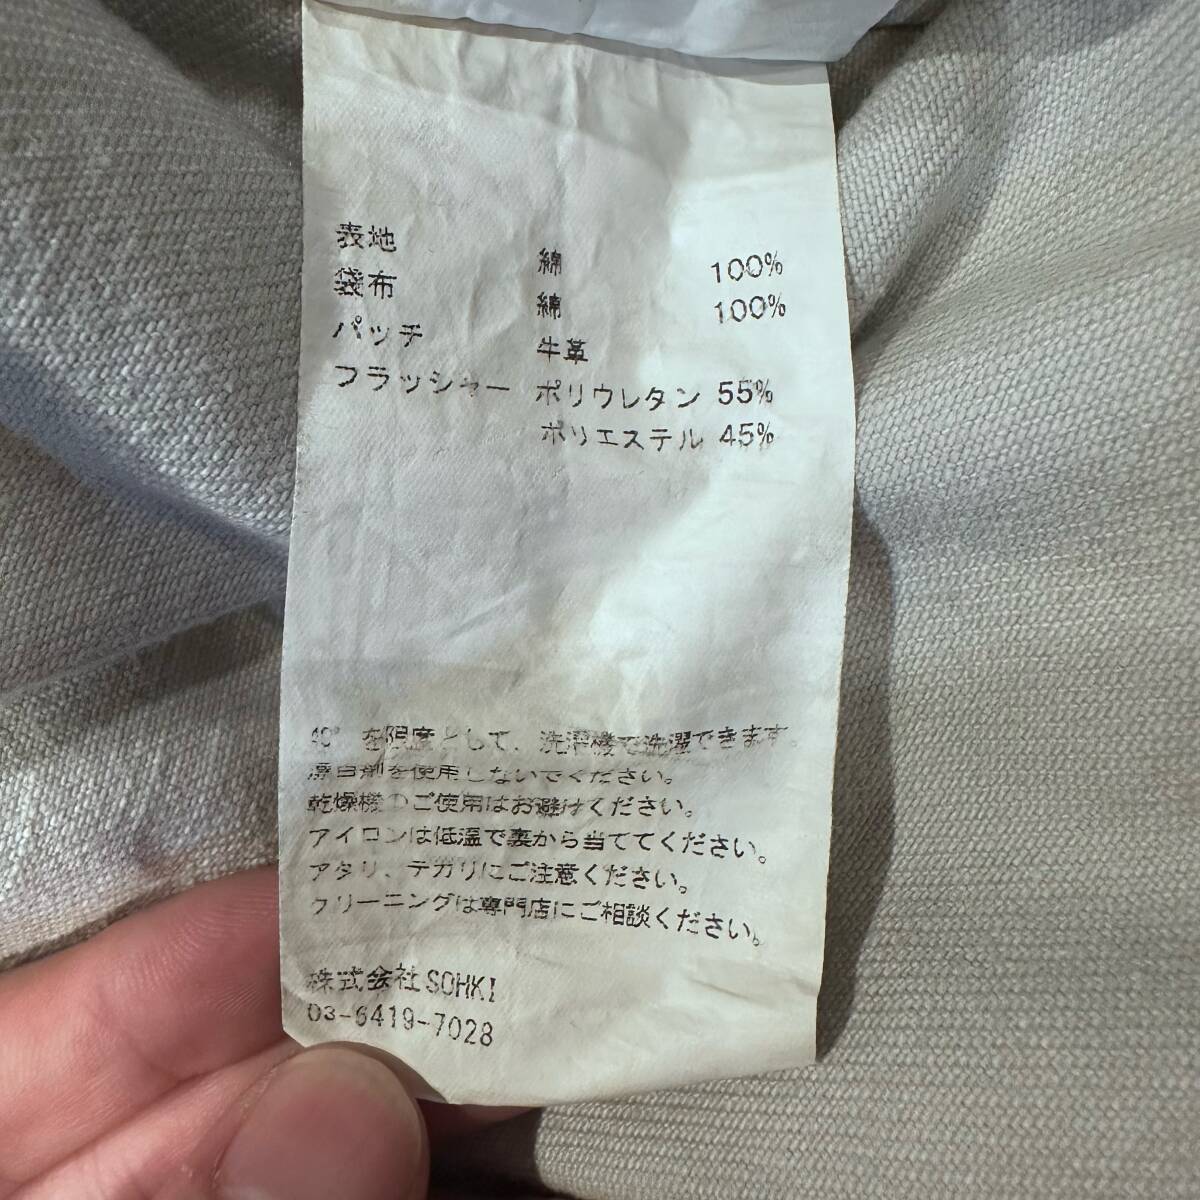 表地 綿 100%
袋布 綿 100%
パッチ 牛革
フラッシャー ポリウレタン 55%
ポリエステル 45%
40° を限度として、洗濯機で洗濯できます。
漂白剤を使用しないでください。
乾燥機のご使用はお避けください。
アイロンは低温で裏から当ててください。
アタリ、テカリにご注意ください。
クリーニングは専門店にご相談ください。
株式会社 SOHKI
03-6419-7028